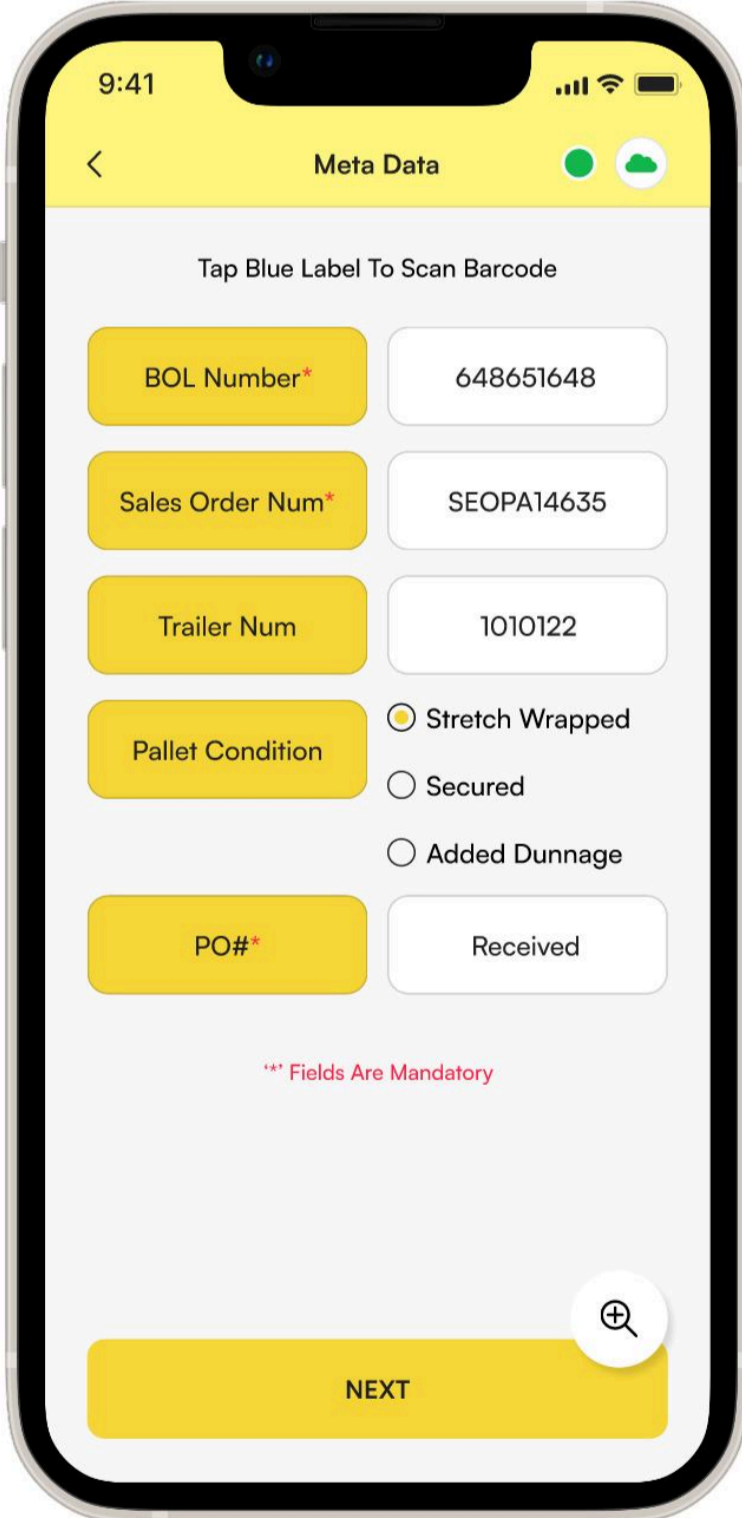 9:41
Meta Data
Tap Blue Label To Scan Barcode
BOL Number* 648651648
Sales Order Num* SEOPA14635
Trailer Num 1010122
Pallet Condition
Stretch Wrapped
Secured
Added Dunnage
PO#* Received
‘*’ Fields Are Mandatory
NEXT